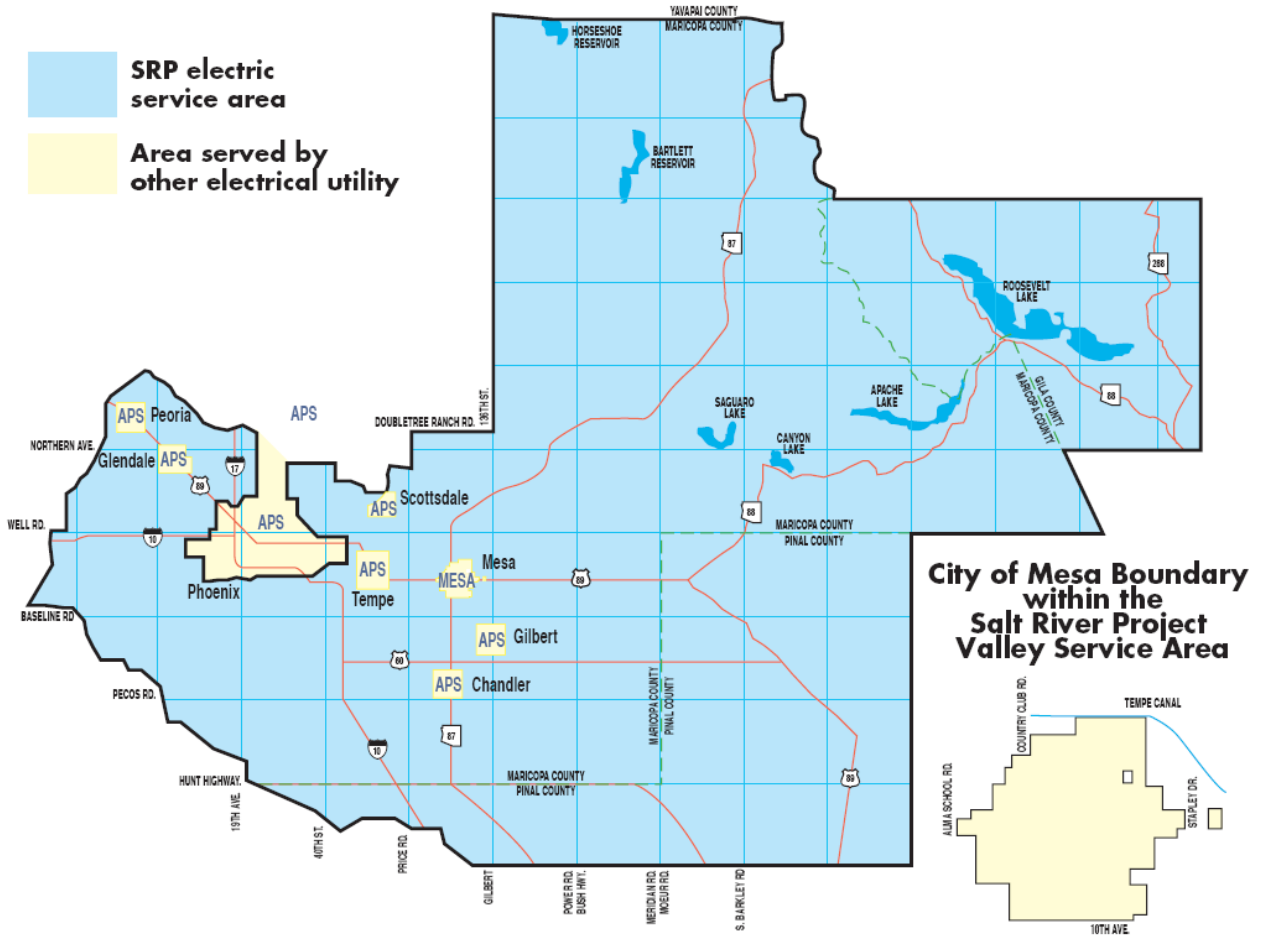 YAVAPAI COUNTY
MARICOPA COUNTY
HORSESHOE
RESERVOIR
SRP electric
service area
Area served by
other electrical utility
BARTLETT
RESERVOIR
87
288
ROOSEVELT
LAKE
136TH ST.
GILA COUNTY
MARICOPA COUNTY
88
APACHE
LAKE
SAGUARO
LAKE
CANYON
LAKE
APS
Peoria
APS
DOUBLETREE RANCH RD.
NORTHERN AVE.
Glendale
APS
17
89
Scottsdale
APS
88
WELL RD.
10
APS
MARICOPA COUNTY
PINAL COUNTY
Phoenix
APS
Tempe
MESA
Mesa
89
BASELINE RD
APS
Gilbert
60
APS
Chandler
PECOS RD.
MARICOPA COUNTY
PINAL COUNTY
87
10
89
HUNT HIGHWAY.
MARICOPA COUNTY
PINAL COUNTY
19TH AVE.
40TH ST.
PRICE RD.
GILBERT
POWER RD.
BUSH HWY.
MERIDIAN RD.
MOEUR RD.
S. BARKLEY RD
City of Mesa Boundary
within the
Salt River Project
Valley Service Area
COUNTRY CLUB RD.
TEMPE CANAL
ALMA SCHOOL RD.
STAPLEY DR.
10TH AVE.